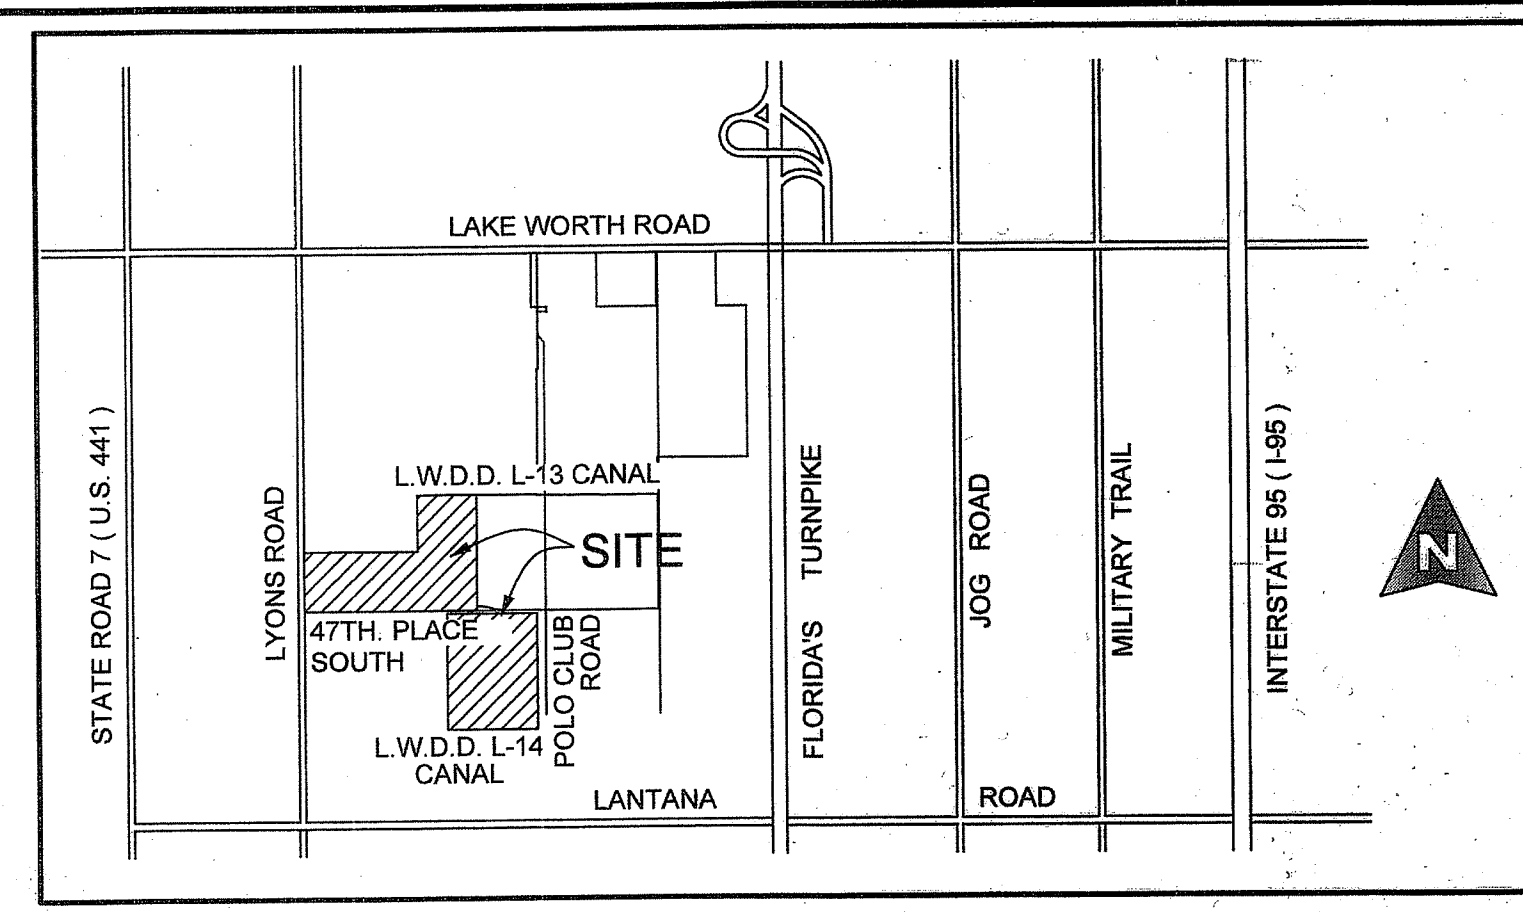 LAKE WORTH ROAD
STATE ROAD 7 ( U.S. 441 )
LYONS ROAD
L.W.D.D. L-13 CANAL
SITE
47TH. PLACE
SOUTH
POLO CLUB
ROAD
L.W.D.D. L-14
CANAL
FLORIDA'S TURNPIKE
JOG ROAD
MILITARY TRAIL
INTERSTATE 95 ( I-95 )
N
LANTANA ROAD